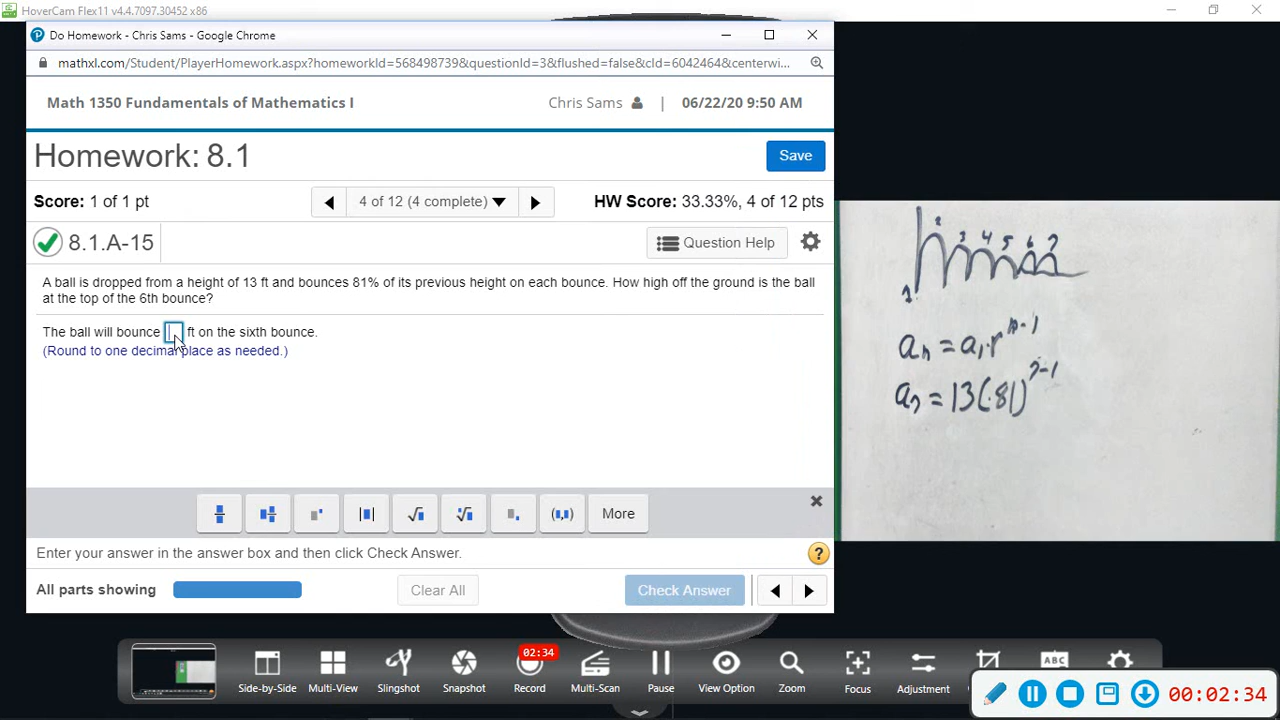 HoverCam Flex11 v4.4.7097.30452 x86
Do Homework - Chris Sams - Google Chrome
mathxl.com/Student/PlayerHomework.aspx?homeworkId=568498739&questionId=3&flushed=false&cId=6042464&centerwi...
Math 1350 Fundamentals of Mathematics I
Chris Sams | 06/22/20 9:50 AM
Homework: 8.1
Save
Score: 1 of 1 pt
4 of 12 (4 complete)
HW Score: 33.33%, 4 of 12 pts
8.1.A-15
Question Help
A ball is dropped from a height of 13 ft and bounces 81% of its previous height on each bounce. How high off the ground is the ball
at the top of the 6th bounce?
The ball will bounce ft on the sixth bounce.
(Round to one decimal place as needed.)
More
Enter your answer in the answer box and then click Check Answer.
?
All parts showing
Clear All
Check Answer
1 2 3 4 5 6 7
aₙ = a₁·rⁿ⁻¹
a₇ = 13(.81)⁷⁻¹
02:34
ABC
Side-by-Side
Multi-View
Slingshot
Snapshot
Record
Multi-Scan
Pause
View Option
Zoom
Focus
Adjustment
00:02:34